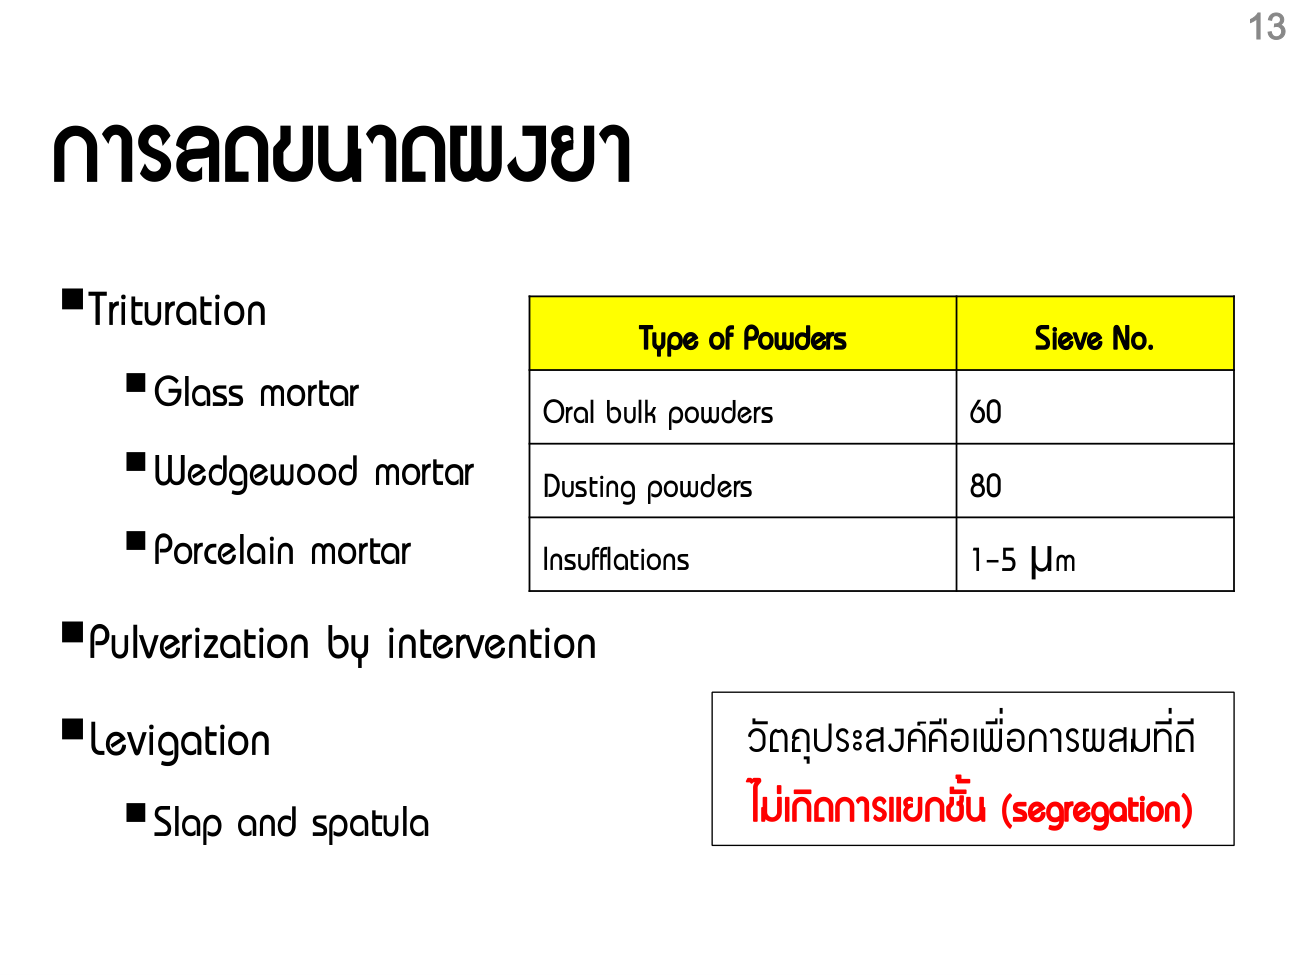 13
การลดขนาดผงยา
▪Trituration
▪Glass mortar
▪Wedgewood mortar
▪Porcelain mortar
▪Pulverization by intervention
▪Levigation
▪Slap and spatula
Type of Powders Sieve No.
Oral bulk powders 60
Dusting powders 80
Insufflations 1-5 µm
วัตถุประสงค์คือเพื่อการผสมที่ดี
ไม่เกิดการแยกชั้น (segregation)